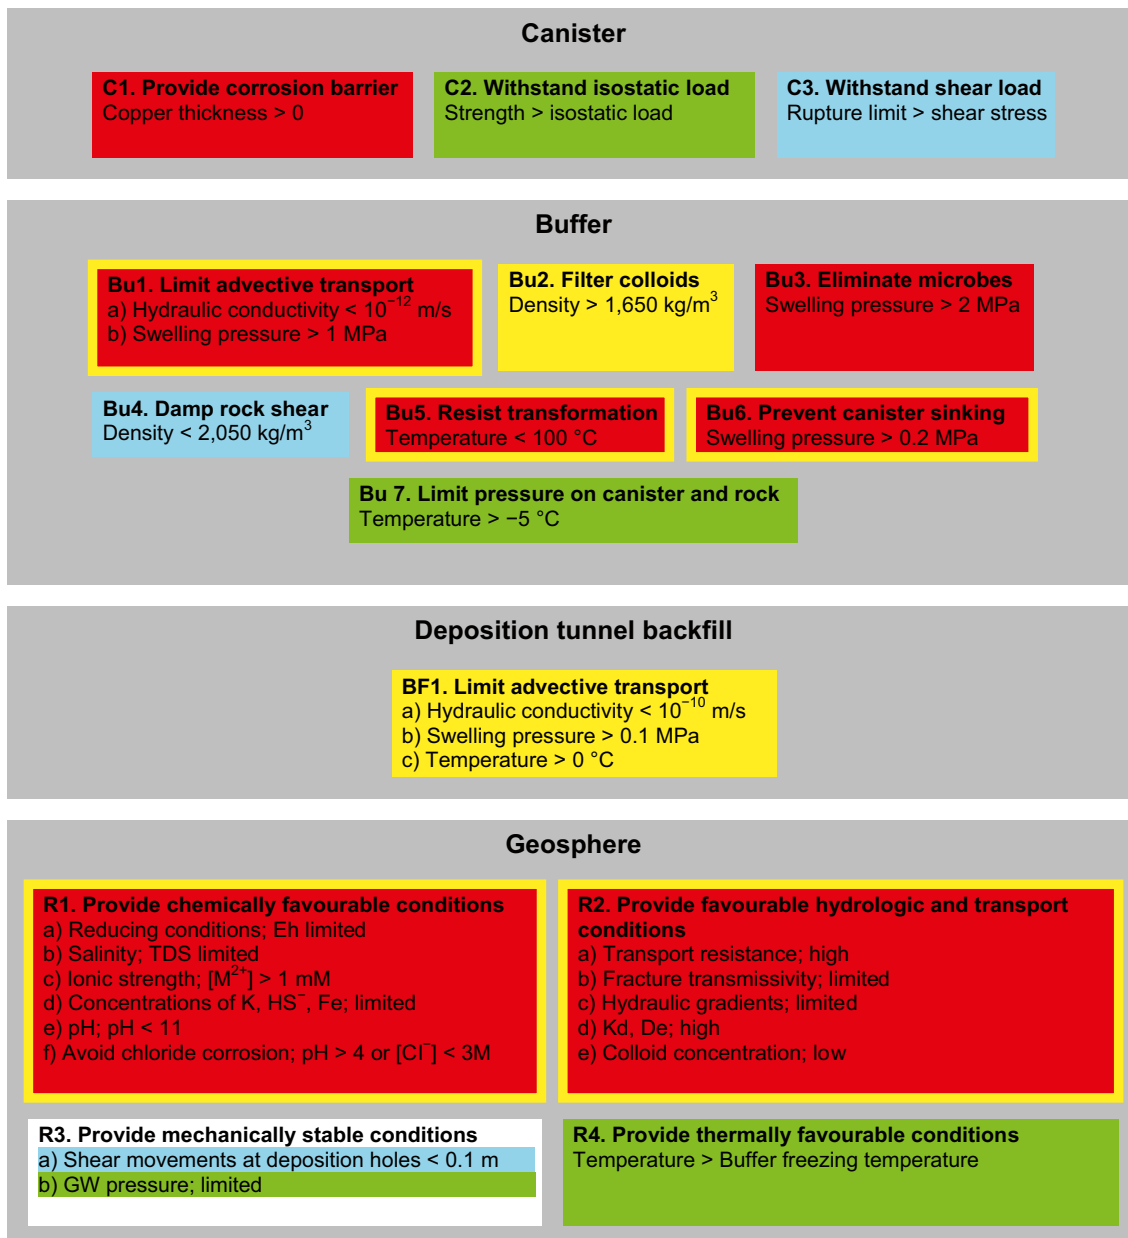 Canister
C1. Provide corrosion barrier
Copper thickness > 0
C2. Withstand isostatic load
Strength > isostatic load
C3. Withstand shear load
Rupture limit > shear stress
Buffer
Bu1. Limit advective transport
a) Hydraulic conductivity < 10⁻¹² m/s
b) Swelling pressure > 1 MPa
Bu2. Filter colloids
Density > 1,650 kg/m³
Bu3. Eliminate microbes
Swelling pressure > 2 MPa
Bu4. Damp rock shear
Density < 2,050 kg/m³
Bu5. Resist transformation
Temperature < 100 °C
Bu6. Prevent canister sinking
Swelling pressure > 0.2 MPa
Bu 7. Limit pressure on canister and rock
Temperature > −5 °C
Deposition tunnel backfill
BF1. Limit advective transport
a) Hydraulic conductivity < 10⁻¹⁰ m/s
b) Swelling pressure > 0.1 MPa
c) Temperature > 0 °C
Geosphere
R1. Provide chemically favourable conditions
a) Reducing conditions; Eh limited
b) Salinity; TDS limited
c) Ionic strength; [M²⁺] > 1 mM
d) Concentrations of K, HS⁻, Fe; limited
e) pH; pH < 11
f) Avoid chloride corrosion; pH > 4 or [Cl⁻] < 3M
R2. Provide favourable hydrologic and transport
conditions
a) Transport resistance; high
b) Fracture transmissivity; limited
c) Hydraulic gradients; limited
d) Kd, De; high
e) Colloid concentration; low
R3. Provide mechanically stable conditions
a) Shear movements at deposition holes < 0.1 m
b) GW pressure; limited
R4. Provide thermally favourable conditions
Temperature > Buffer freezing temperature